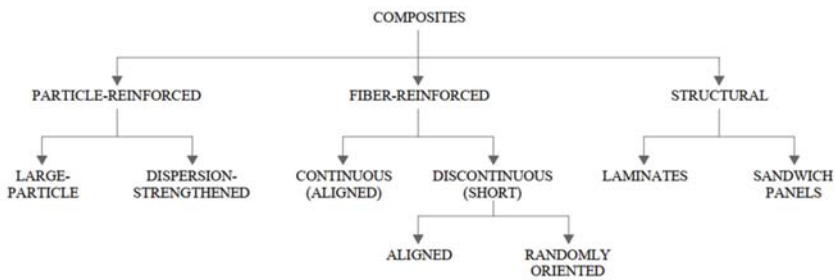 COMPOSITES
PARTICLE-REINFORCED
FIBER-REINFORCED
STRUCTURAL
LARGE-
PARTICLE
DISPERSION-
STRENGTHENED
CONTINUOUS
(ALIGNED)
DISCONTINUOUS
(SHORT)
LAMINATES
SANDWICH
PANELS
ALIGNED
RANDOMLY
ORIENTED